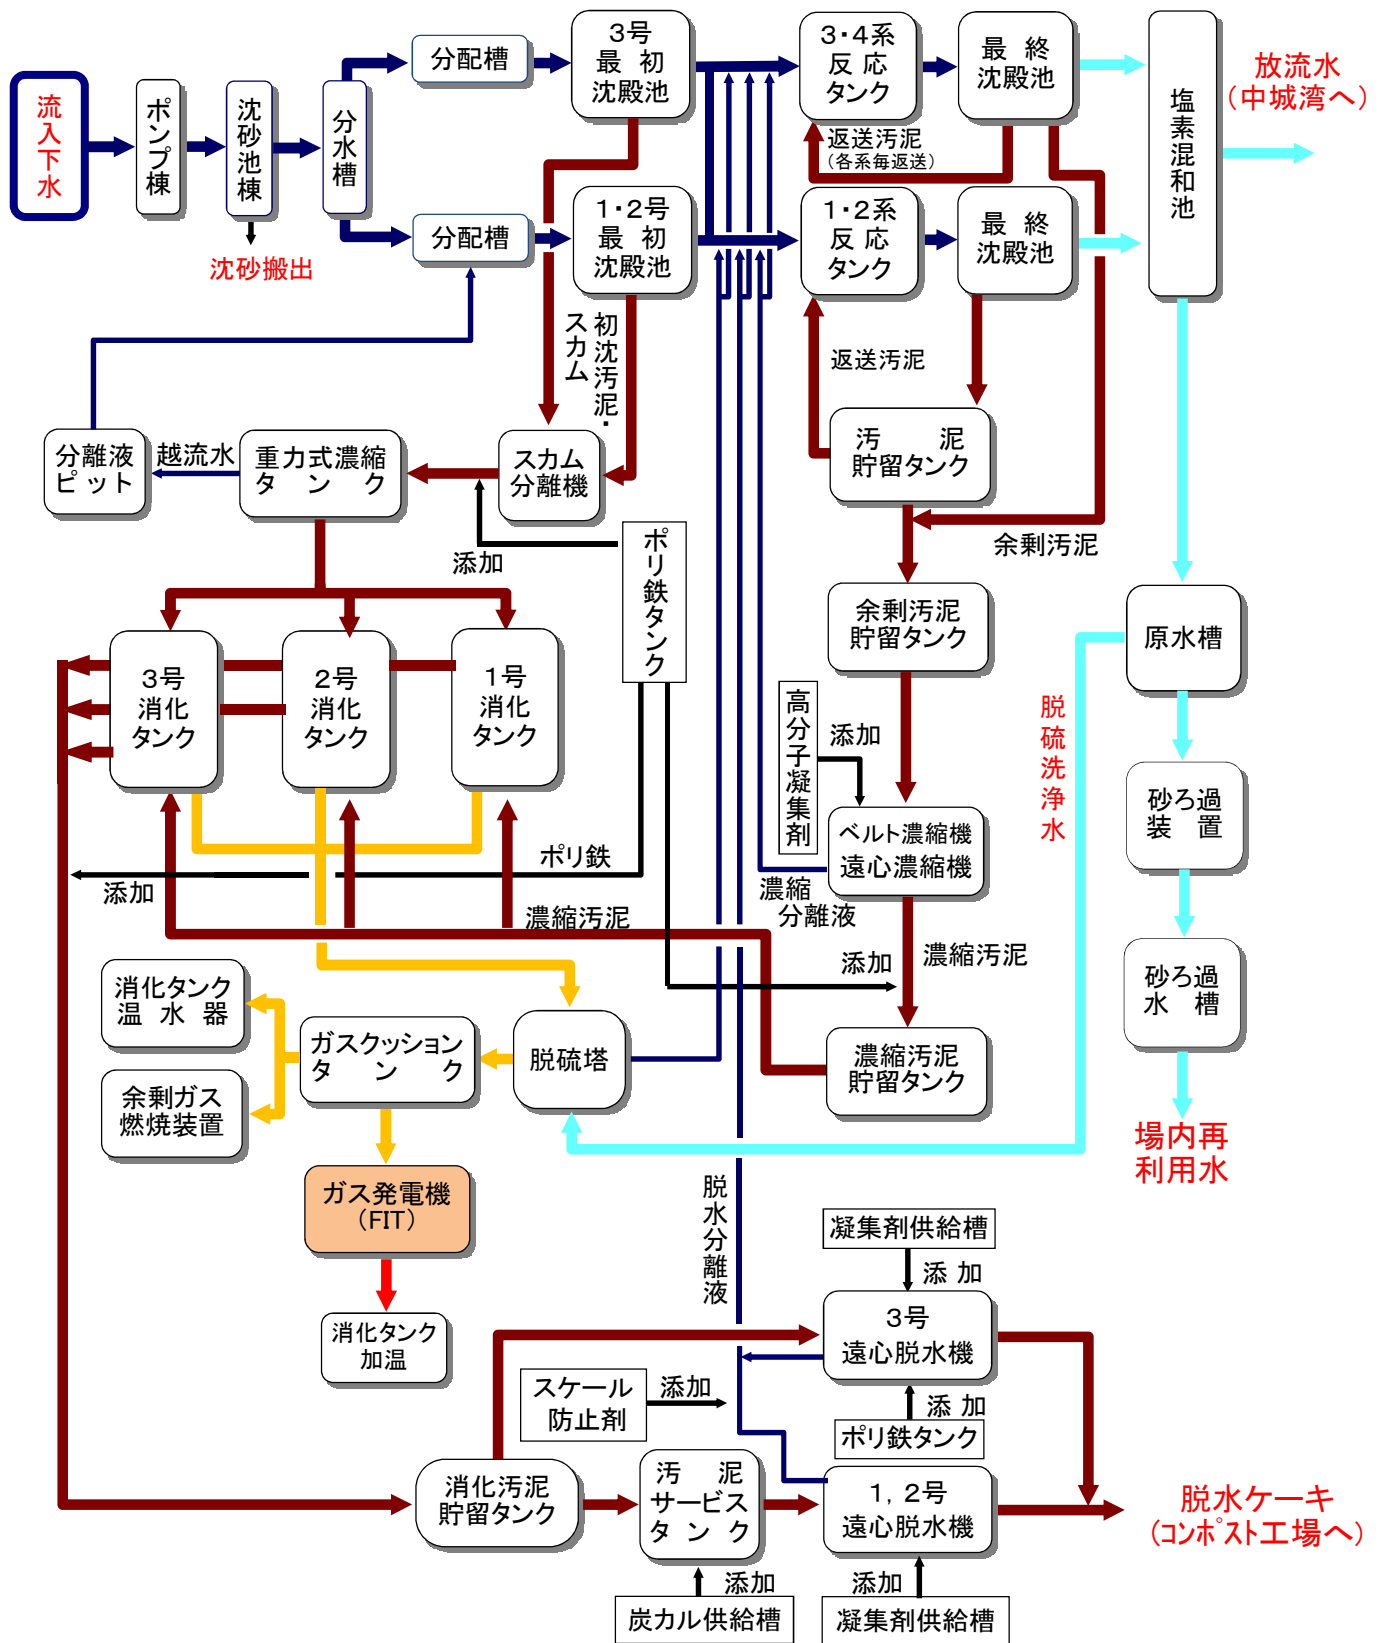 流入下水
ポンプ棟
沈砂池棟
沈砂搬出
分水槽
分配槽
3号
最 初
沈殿池
3・4系
反応
タンク
最 終
沈殿池
塩素混和池
放流水
(中城湾へ)
返送汚泥
(各系毎返送)
分配槽
1・2号
最 初
沈殿池
1・2系
反応
タンク
最 終
沈殿池
初沈汚泥・
スカム
返送汚泥
分離液
ピット
越流水
重力式濃縮
タ ン ク
スカム
分離機
汚 泥
貯留タンク
添加
ポリ鉄タンク
余剰汚泥
余剰汚泥
貯留タンク
原水槽
3号
消化
タンク
2号
消化
タンク
1号
消化
タンク
高分子凝集剤
添加
脱硫洗浄水
砂ろ過
装 置
ベルト濃縮機
遠心濃縮機
ポリ鉄
添加
濃縮
分離液
濃縮汚泥
添加
濃縮汚泥
砂ろ過
水 槽
消化タンク
温 水 器
ガスクッション
タ ン ク
脱硫塔
濃縮汚泥
貯留タンク
余剰ガス
燃焼装置
場内再
利用水
ガス発電機
(FIT)
脱水分離液
凝集剤供給槽
添 加
消化タンク
加温
3号
遠心脱水機
スケール
防止剤
添加
添 加
ポリ鉄タンク
消化汚泥
貯留タンク
汚 泥
サービス
タ ン ク
1，2号
遠心脱水機
脱水ケーキ
(コンポスト工場へ)
添加
炭カル供給槽
添加
凝集剤供給槽